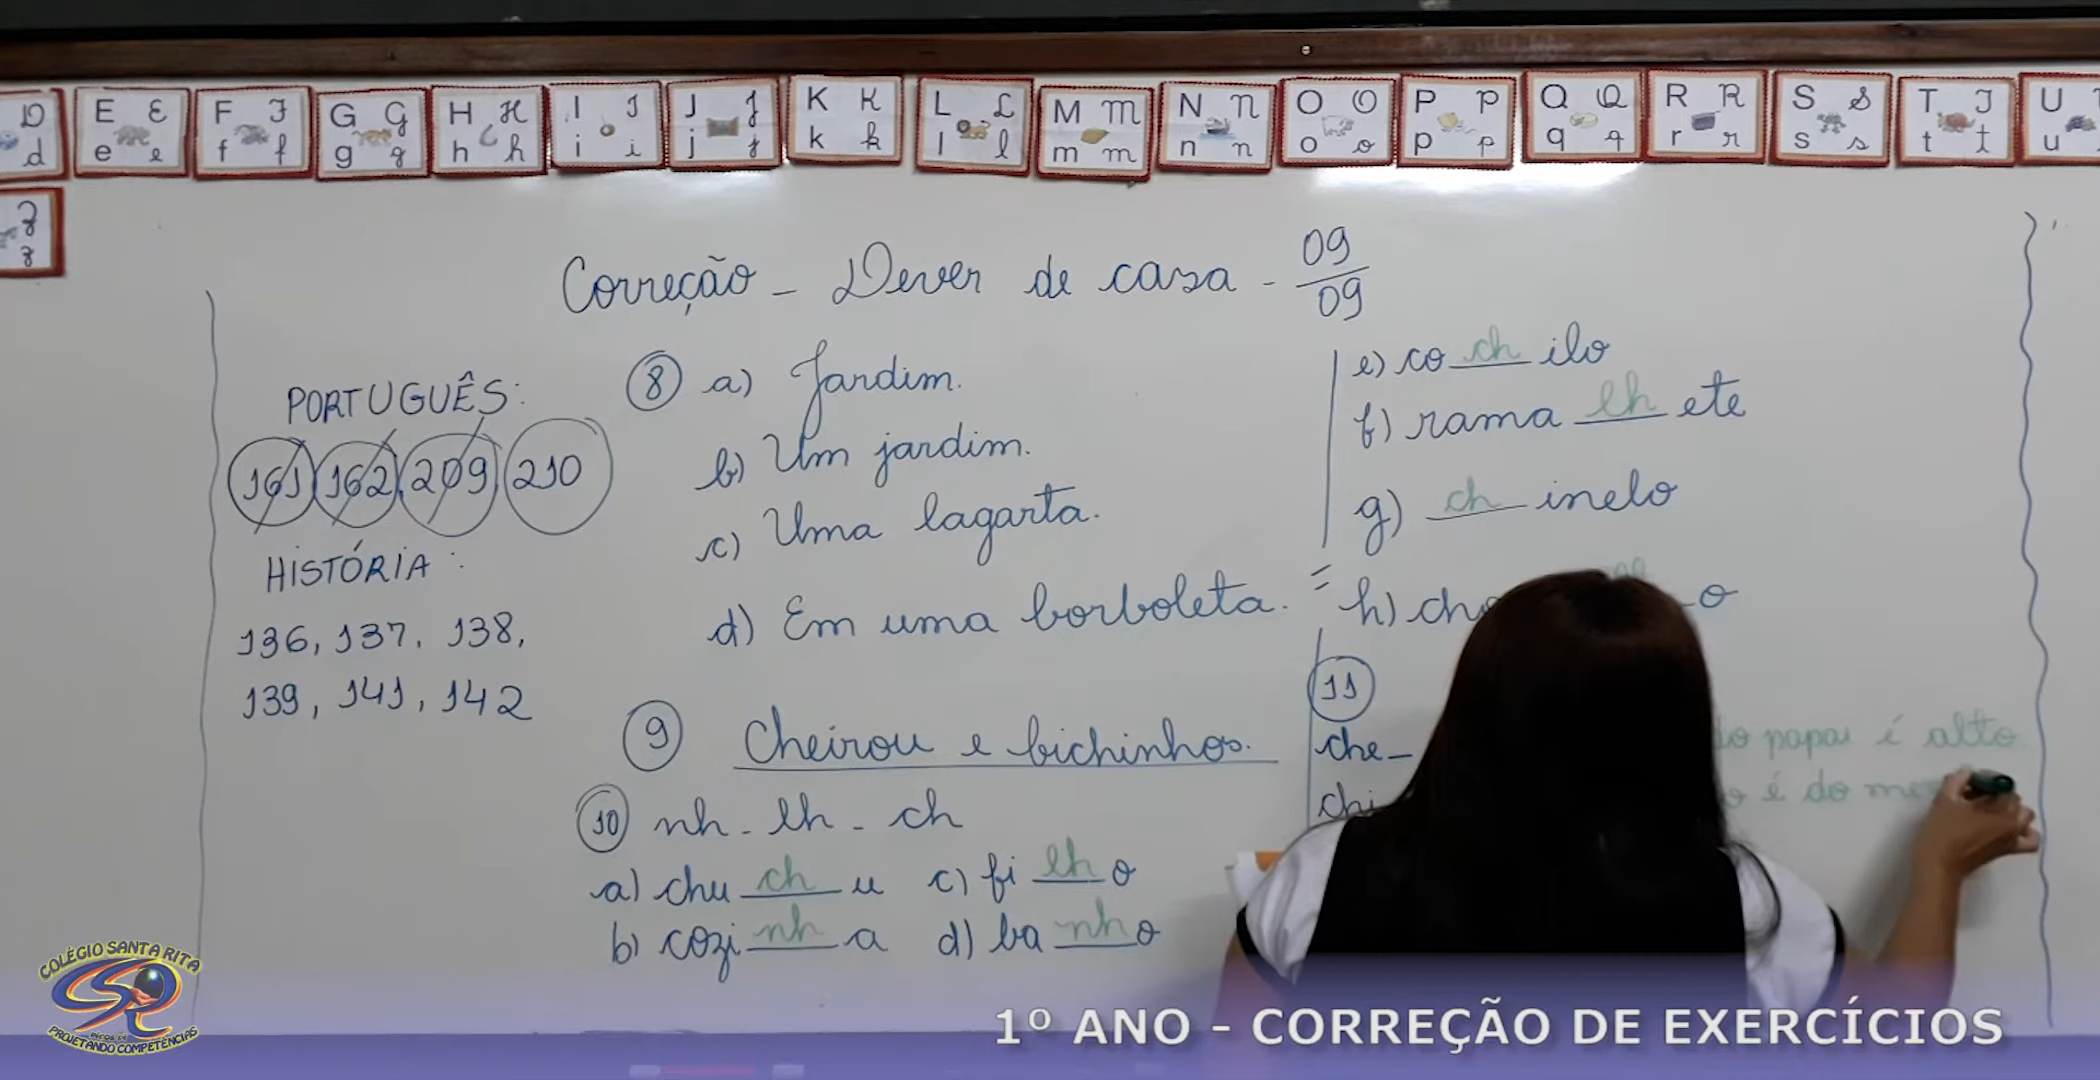 D d
E E e e
F F f f
G G g g
H H h h
I I i i
J J j j
K K k k
L L l l
M M m m
N N n n
O O o o
P P p p
Q Q q q
R R r r
S S s s
T T t t
U u
Z z
Correção - Dever de casa - 09/09
PORTUGUÊS:
161, 162, 209, 210
HISTÓRIA:
136, 137, 138,
139, 141, 142
8 a) Jardim.
b) Um jardim.
c) Uma lagarta.
d) Em uma borboleta.
9 Cheirou e bichinhos.
10 nh - lh - ch
a) chu ch u c) fi lh o
b) cozi nh a d) ba nh o
e) co ch ilo
f) rama lh ete
g) ch inelo
h) o
11
che-
do papai é alto
chi
é do
COLÉGIO SANTA RITA
PROJETANDO COMPETÊNCIAS
1º ANO - CORREÇÃO DE EXERCÍCIOS